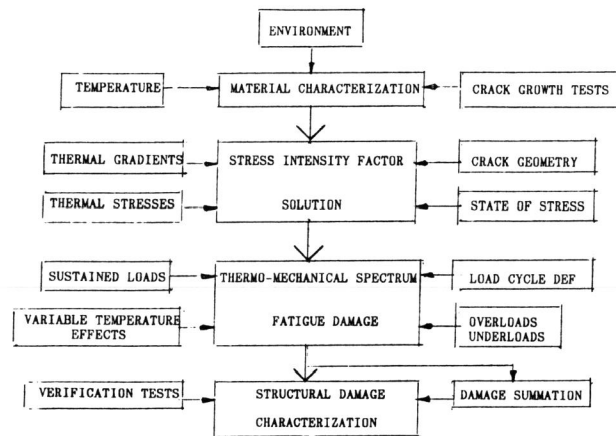 ENVIRONMENT
TEMPERATURE
MATERIAL CHARACTERIZATION
CRACK GROWTH TESTS
THERMAL GRADIENTS
STRESS INTENSITY FACTOR
CRACK GEOMETRY
THERMAL STRESSES
SOLUTION
STATE OF STRESS
SUSTAINED LOADS
THERMO-MECHANICAL SPECTRUM
LOAD CYCLE DEF
VARIABLE TEMPERATURE
EFFECTS
FATIGUE DAMAGE
OVERLOADS
UNDERLOADS
VERIFICATION TESTS
STRUCTURAL DAMAGE
CHARACTERIZATION
DAMAGE SUMMATION